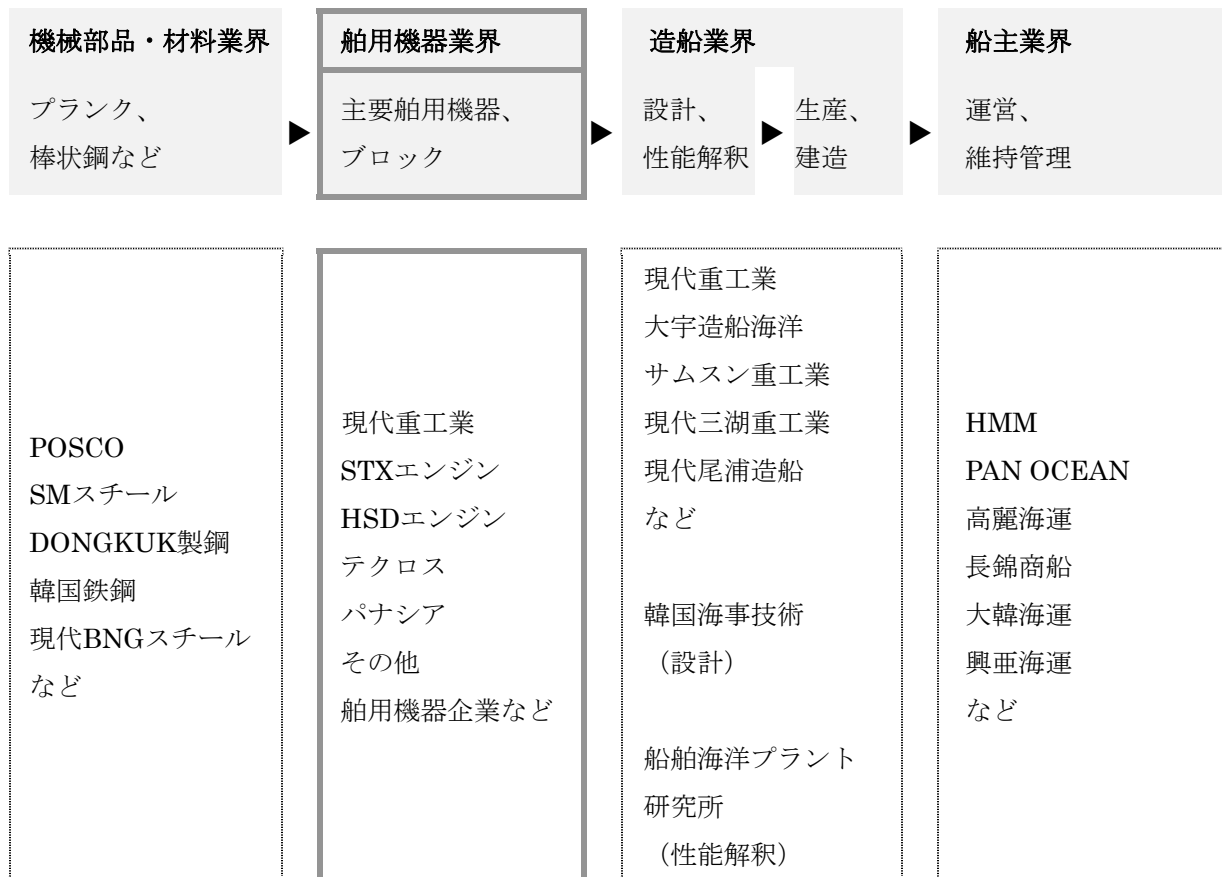 機械部品・材料業界
プランク、
棒状鋼など
▶
舶用機器業界
主要舶用機器、
ブロック
▶
造船業界
設計、
性能解釈
▶
生産、
建造
▶
船主業界
運営、
維持管理
POSCO
SMスチール
DONGKUK製鋼
韓国鉄鋼
現代BNGスチール
など
現代重工業
STXエンジン
HSDエンジン
テクロス
パナシア
その他
舶用機器企業など
現代重工業
大宇造船海洋
サムスン重工業
現代三湖重工業
現代尾浦造船
など
韓国海事技術
（設計）
船舶海洋プラント
研究所
（性能解釈）
HMM
PAN OCEAN
高麗海運
長錦商船
大韓海運
興亜海運
など